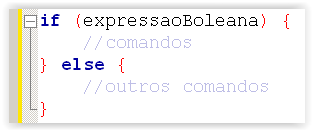 if (expressaoBoleana) {
//comandos
} else {
//outros comandos
}